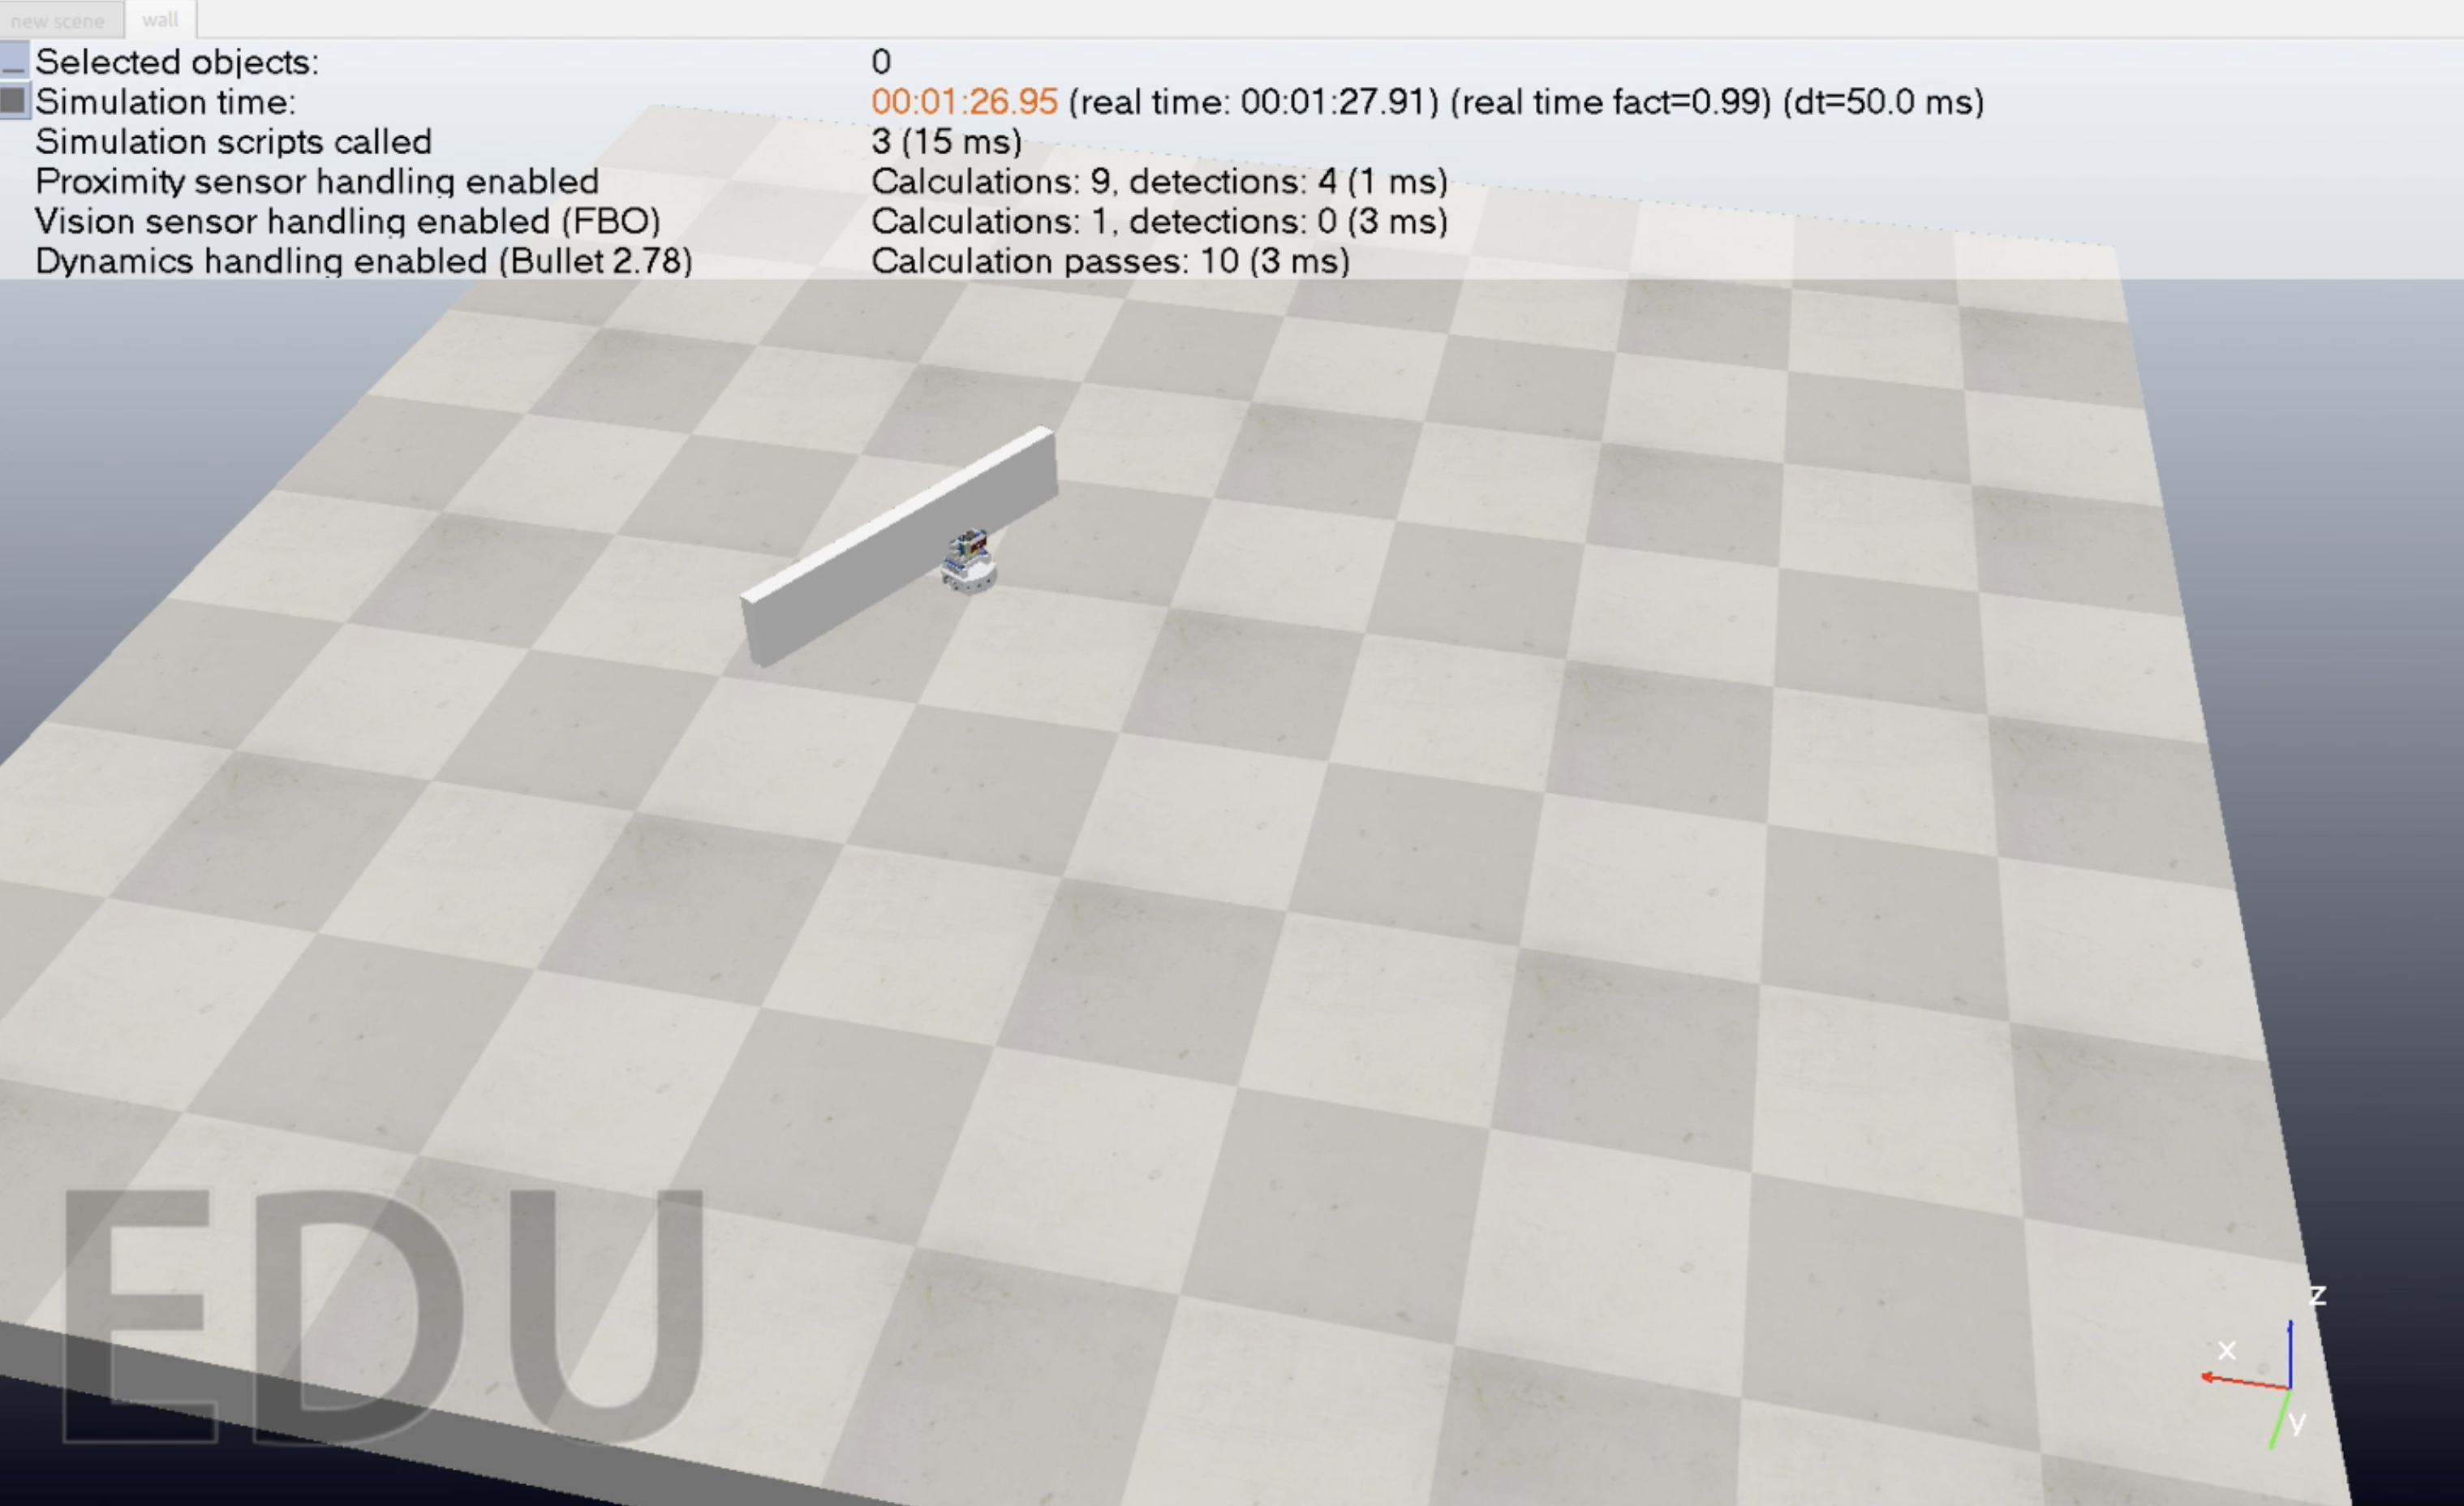 new scene wall
Selected objects: 0
Simulation time: 00:01:26.95 (real time: 00:01:27.91) (real time fact=0.99) (dt=50.0 ms)
Simulation scripts called 3 (15 ms)
Proximity sensor handling enabled Calculations: 9, detections: 4 (1 ms)
Vision sensor handling enabled (FBO) Calculations: 1, detections: 0 (3 ms)
Dynamics handling enabled (Bullet 2.78) Calculation passes: 10 (3 ms)
EDU
z
x
y